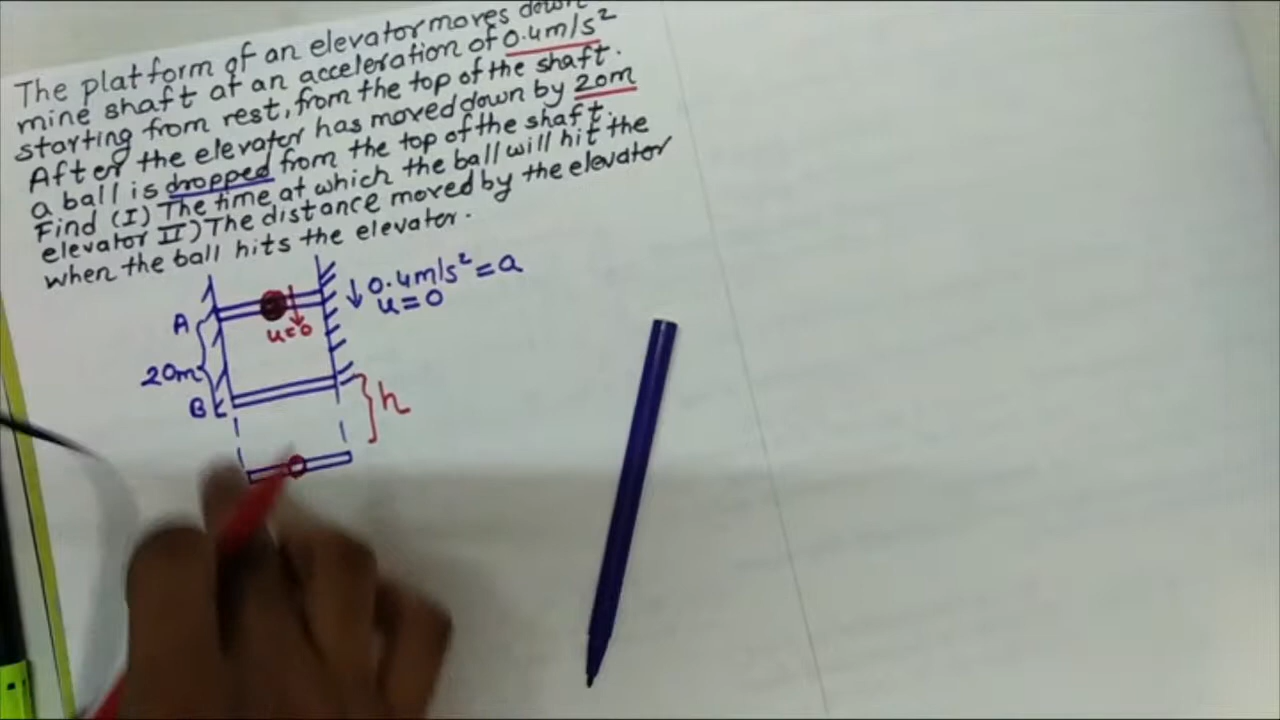 The platform of an elevator moves down
mine shaft at an acceleration of 0.4m/s²
starting from rest, from the top of the shaft.
After the elevator has moved down by 20m
a ball is dropped from the top of the shaft.
Find (I) The time at which the ball will hit the
elevator II) The distance moved by the elevator
when the ball hits the elevator.
↓ 0.4m/s² = a
u = 0
A
u=0
20m
B
h